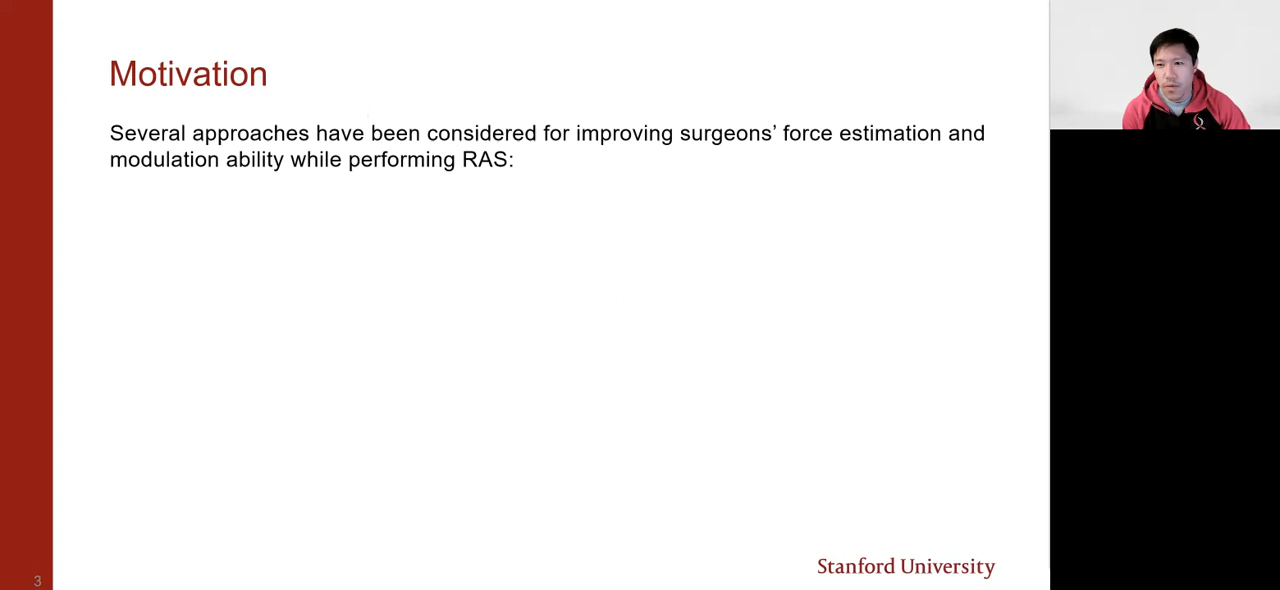 Motivation
Several approaches have been considered for improving surgeons’ force estimation and
modulation ability while performing RAS:
Stanford University
3